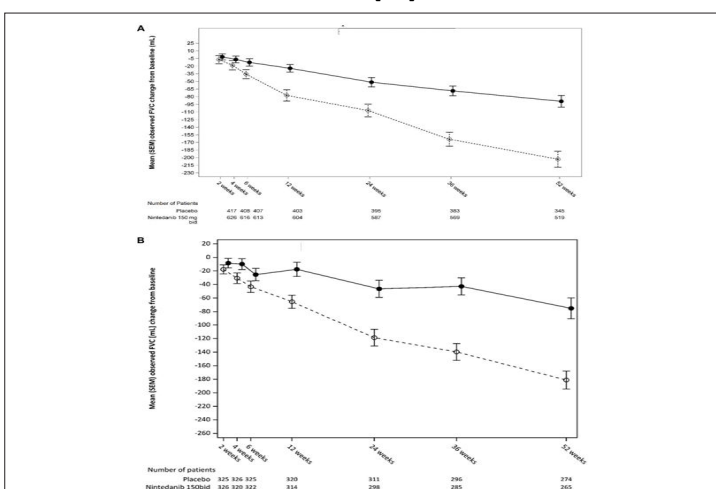 A
Mean (SEM) observed FVC change from baseline (mL)
25
10
-5
-20
-35
-50
-65
-80
-95
-110
-125
-140
-155
-170
-185
-200
-215
-230
2 weeks
4 weeks
6 weeks
12 weeks
24 weeks
36 weeks
52 weeks
Number of Patients
Placebo 417 408 407 403 395 383 345
Nintedanib 150 mg 626 616 613 604 587 569 519
bid
B
Mean (SEM) observed FVC [mL] change from baseline
20
0
-20
-40
-60
-80
-100
-120
-140
-160
-180
-200
-220
-240
-260
2 weeks
4 weeks
6 weeks
12 weeks
24 weeks
36 weeks
52 weeks
Number of patients
Placebo 325 326 325 320 311 296 274
Nintedanib 150bid 326 320 322 314 298 285 265